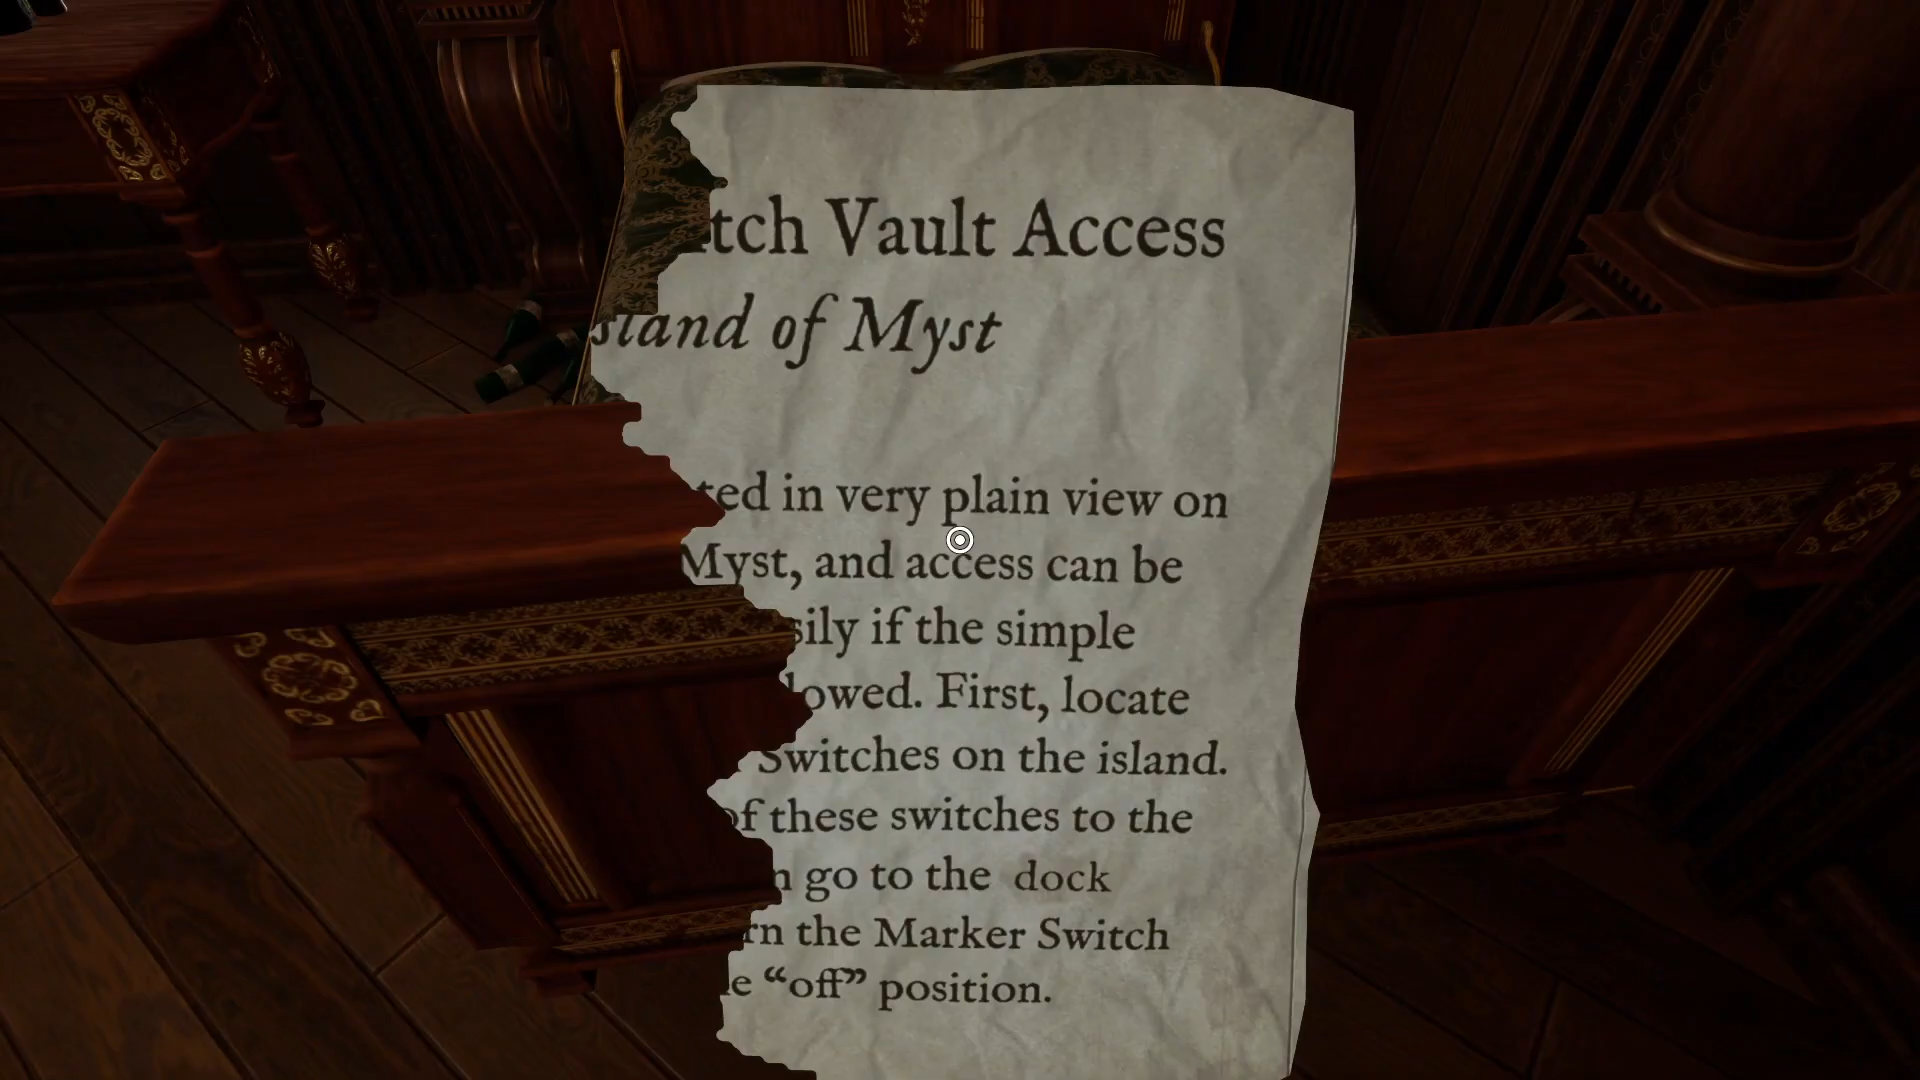 tch Vault Access
sland of Myst
ted in very plain view on
Myst, and access can be
sily if the simple
lowed. First, locate
Switches on the island.
of these switches to the
n go to the dock
rn the Marker Switch
e “off” position.